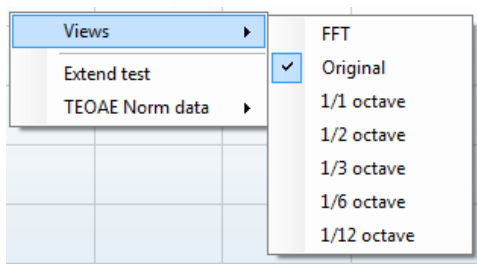 Views
Extend test
TEOAE Norm data
FFT
Original
1/1 octave
1/2 octave
1/3 octave
1/6 octave
1/12 octave